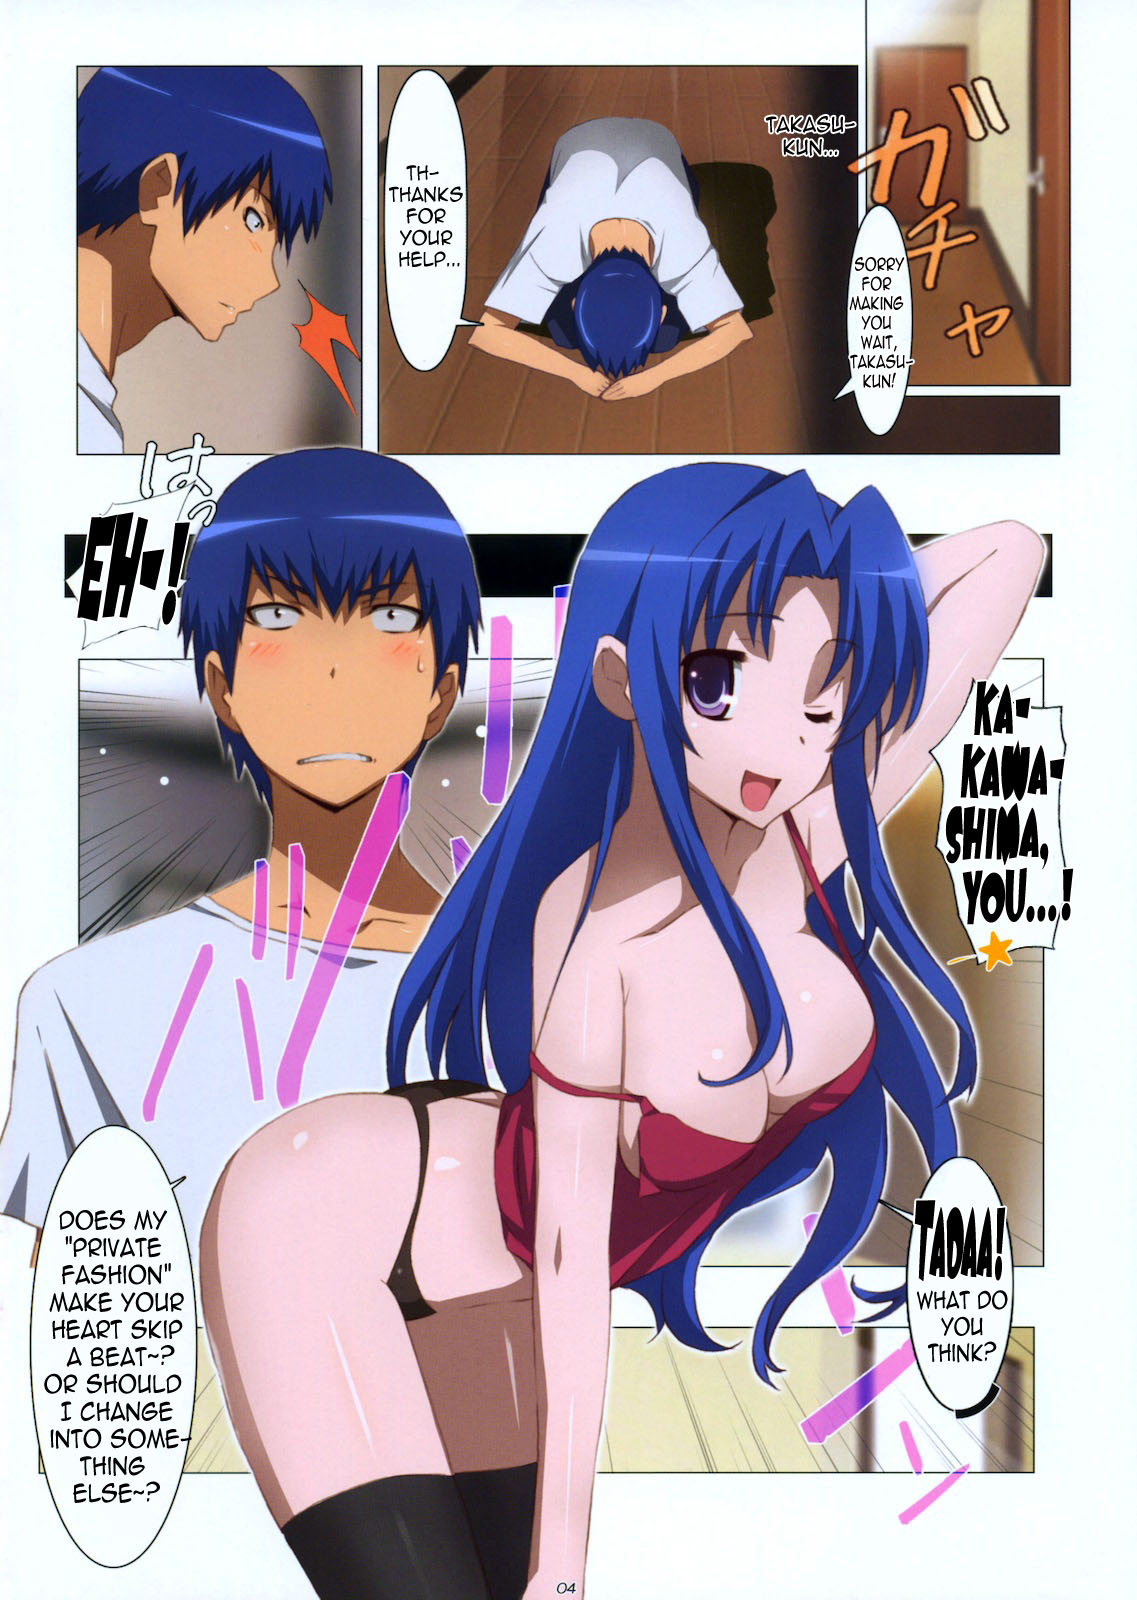 ガチャ
SORRY
FOR
MAKING
YOU
WAIT,
TAKASU-
KUN!
TAKASU-
KUN...
TH-
THANKS
FOR
YOUR
HELP...
はっ
EH-!
KA-
KAWA-
SHIMA,
YOU...!
TADAA!
WHAT DO
YOU
THINK?
DOES MY
"PRIVATE
FASHION"
MAKE YOUR
HEART SKIP
A BEAT~?
OR SHOULD
I CHANGE
INTO SOME-
THING
ELSE~?
04